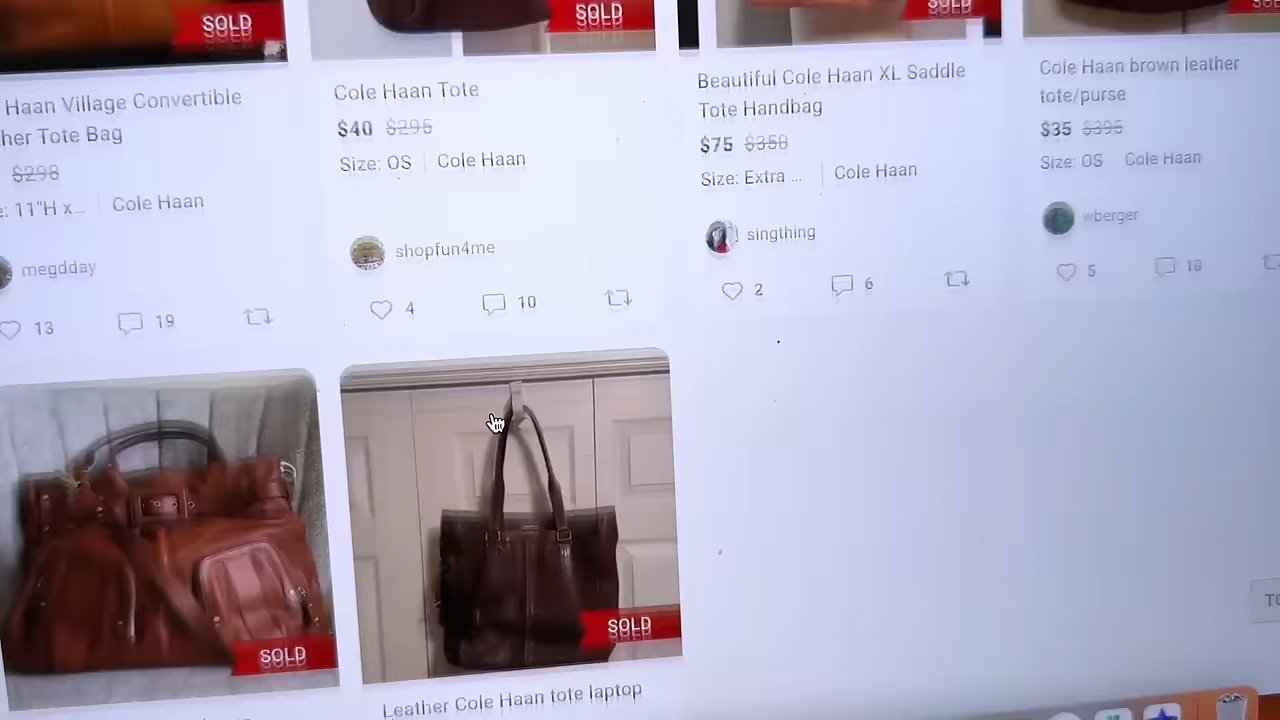 SOLD
SOLD
SOLD
Haan Village Convertible
her Tote Bag
$298
: 11"H x...
Cole Haan
megdday
13
19
Cole Haan Tote
$40 $295
Size: OS
Cole Haan
shopfun4me
4
10
Beautiful Cole Haan XL Saddle
Tote Handbag
$75 $350
Size: Extra ...
Cole Haan
singthing
2
6
Cole Haan brown leather
tote/purse
$35 $395
Size: OS
Cole Haan
wberger
5
18
SOLD
SOLD
Leather Cole Haan tote laptop